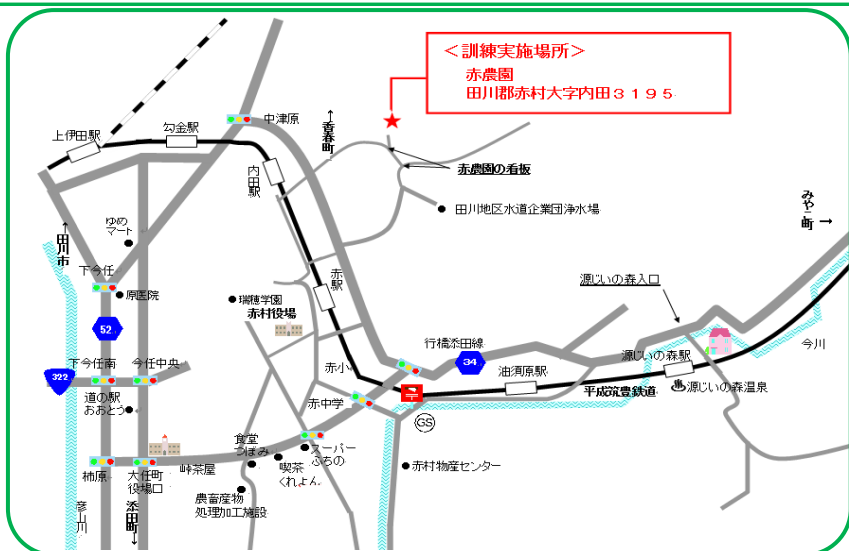 ＜訓練実施場所＞
赤農園
田川郡赤村大字内田３１９５
上伊田駅
勾金駅
中津原
↑香春町
内田駅
赤農園の看板
田川地区水道企業団浄水場
みやこ町→
ゆめ
マート
↑田川市
下今任
原医院
52
瑞穂学園
赤村役場
赤駅
源じいの森入口
行橋添田線
34
今川
下今任南
今任中央
322
道の駅
おおとう
赤小
赤中学
油須原駅
源じいの森駅
平成筑豊鉄道
源じいの森温泉
GS
柿原
大任町
役場口
峠茶屋
食堂
つぼみ
喫茶
くれよん
スーパー
ふちの
赤村物産センター
農畜産物
処理加工施設
彦山川
添田町↓